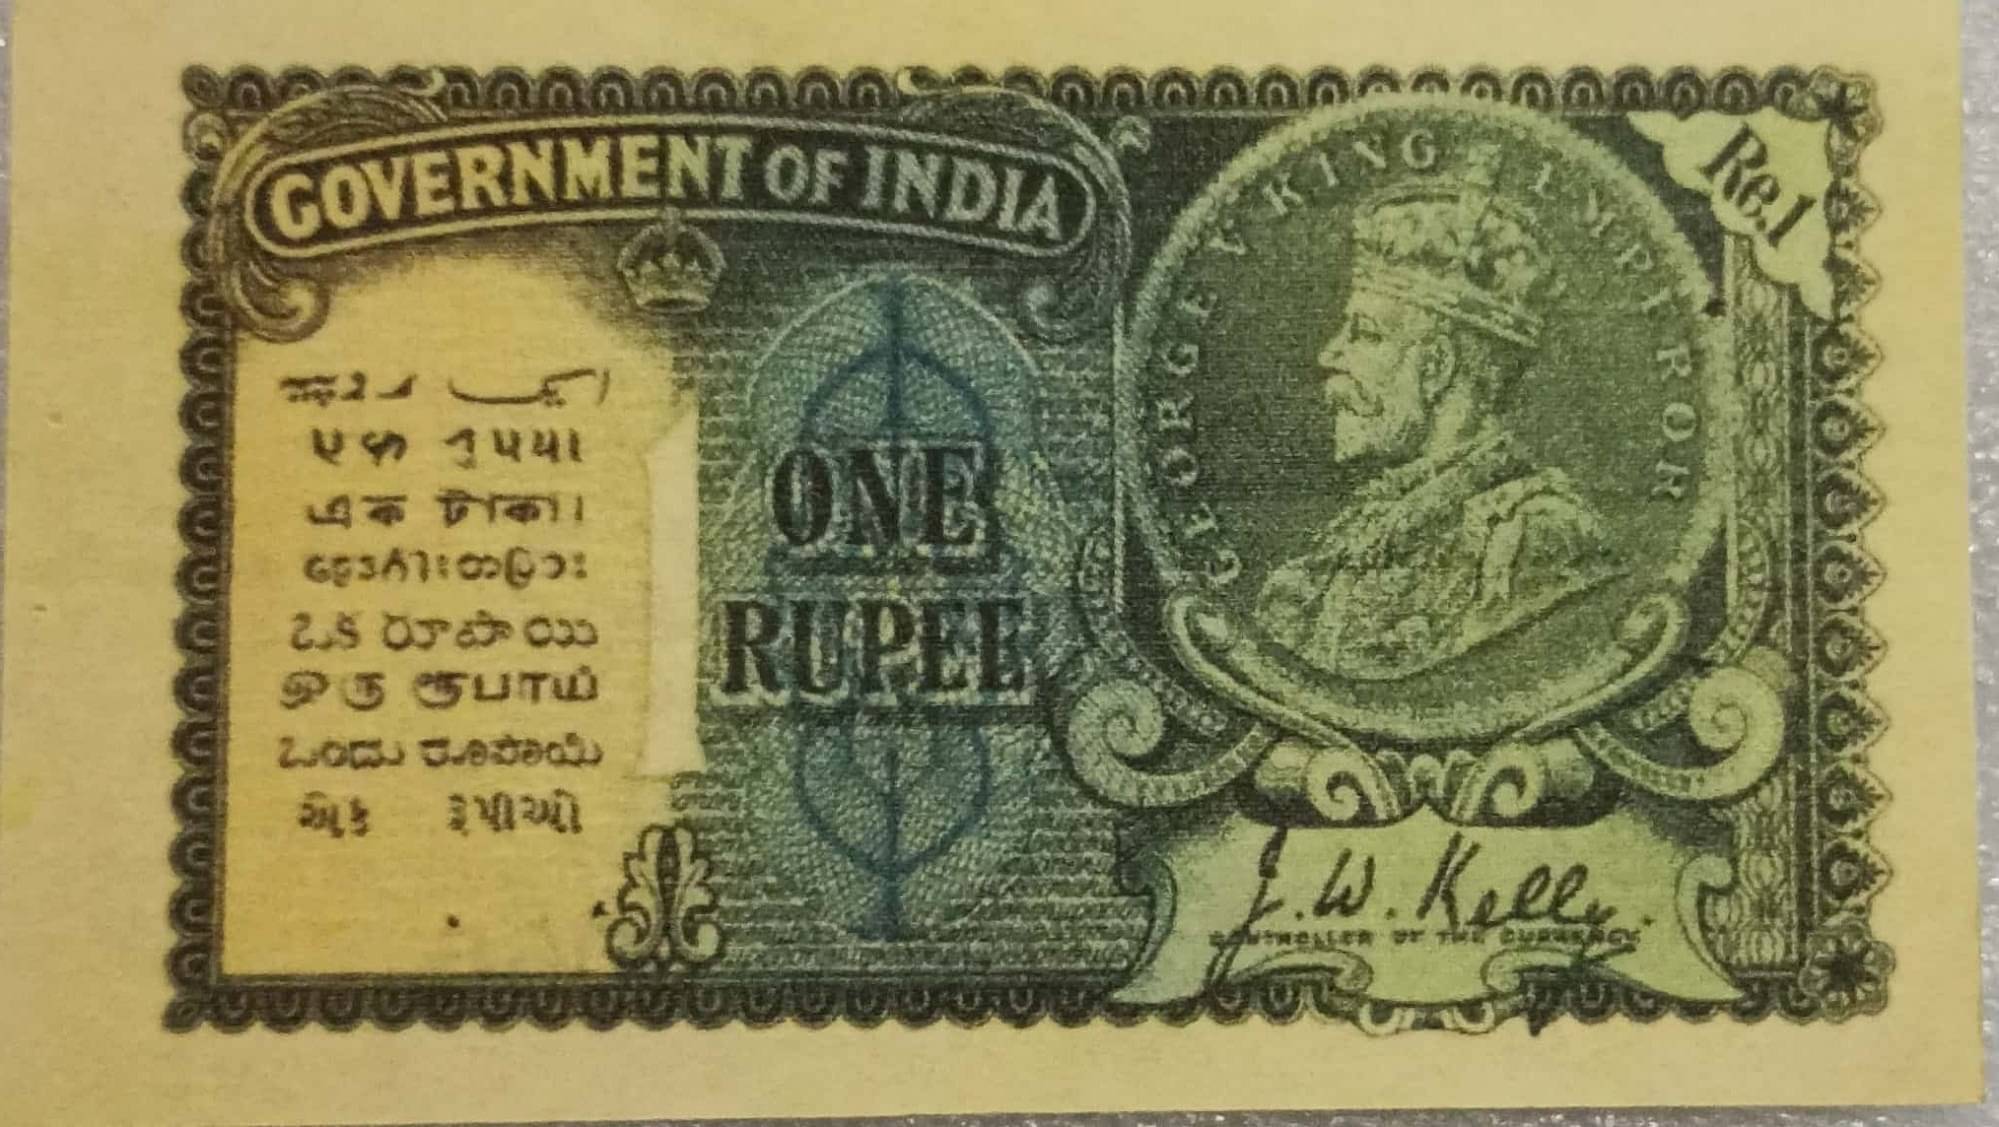 GOVERNMENT OF INDIA
Re.1
GEORGE V KING EMPEROR
एक रुपया
এক টাকা।
ఒక రూపాయి
ஒரு ரூபாய்
ಒಂದು ರೂಪಾಯಿ
એક રૂપીઓ
ONE
RUPEE
J. W. Kelly.
CONTROLLER OF THE CURRENCY